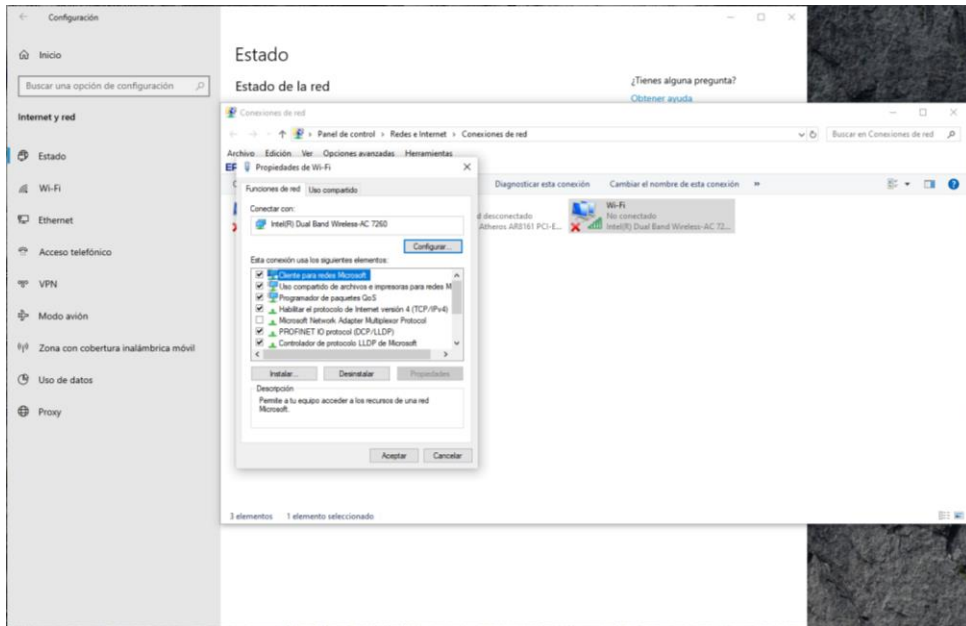 Configuración
Inicio
Buscar una opción de configuración
Internet y red
Estado
Wi-Fi
Ethernet
Acceso telefónico
VPN
Modo avión
Zona con cobertura inalámbrica móvil
Uso de datos
Proxy
Estado
Estado de la red
¿Tienes alguna pregunta?
Obtener ayuda
Conexiones de red
Panel de control › Redes e Internet › Conexiones de red
Buscar en Conexiones de red
Archivo Edición Ver Opciones avanzadas Herramientas
Diagnosticar esta conexión Cambiar el nombre de esta conexión »
d desconectado
Atheros AR8161 PCI-E...
Wi-Fi
No conectado
Intel(R) Dual Band Wireless-AC 72...
Propiedades de Wi-Fi
Funciones de red Uso compartido
Conectar con:
Intel(R) Dual Band Wireless-AC 7260
Configurar...
Esta conexión usa los siguientes elementos:
Cliente para redes Microsoft
Uso compartido de archivos e impresoras para redes M
Programador de paquetes QoS
Habilitar el protocolo de Internet versión 4 (TCP/IPv4)
Microsoft Network Adapter Multiplexor Protocol
PROFINET IO protocol (DCP/LLDP)
Controlador de protocolo LLDP de Microsoft
Instalar... Desinstalar Propiedades
Descripción
Permite a tu equipo acceder a los recursos de una red
Microsoft.
Aceptar Cancelar
3 elementos 1 elemento seleccionado